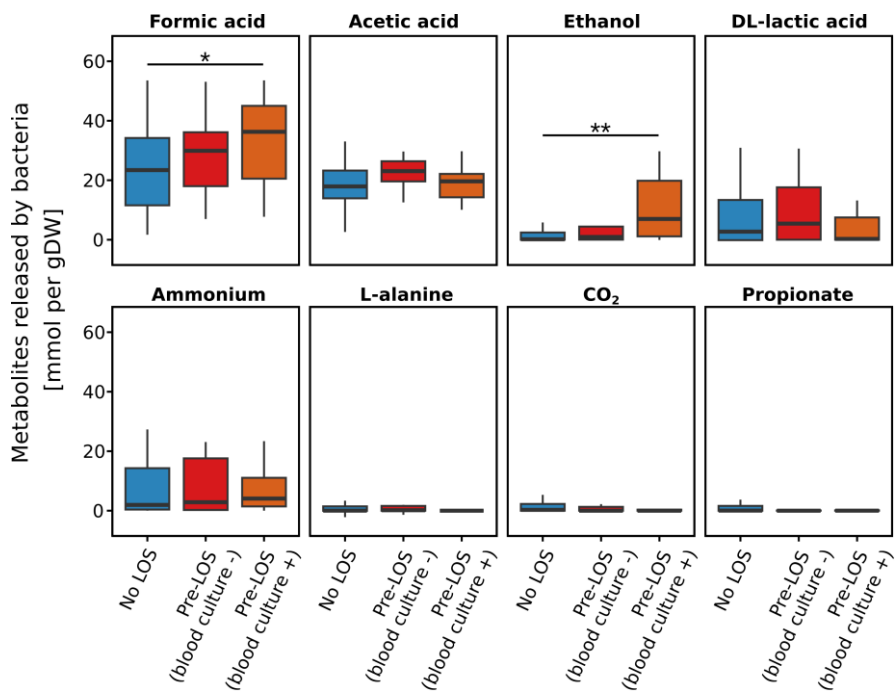 Formic acid
Acetic acid
Ethanol
DL-lactic acid
Metabolites released by bacteria
[mmol per gDW]
60
40
20
0
*
**
Ammonium
L-alanine
CO₂
Propionate
60
40
20
0
No LOS
Pre-LOS
(blood culture -)
Pre-LOS
(blood culture +)
No LOS
Pre-LOS
(blood culture -)
Pre-LOS
(blood culture +)
No LOS
Pre-LOS
(blood culture -)
Pre-LOS
(blood culture +)
No LOS
Pre-LOS
(blood culture -)
Pre-LOS
(blood culture +)